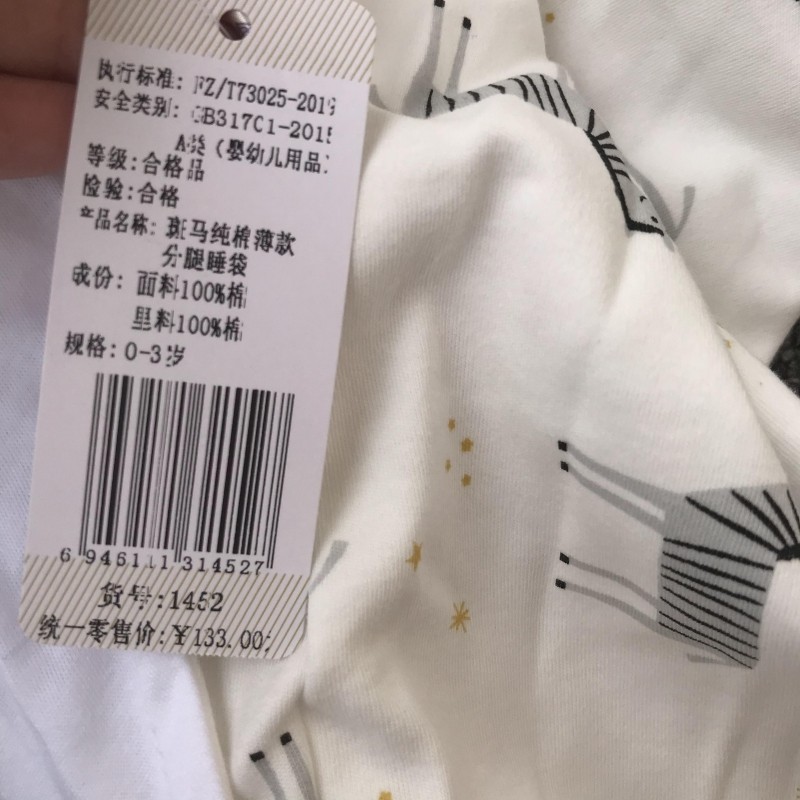 执行标准: FZ/T73025-2019
安全类别: GB31701-2015
A类(婴幼儿用品)
等级:合格品
检验:合格
产品名称: 斑马纯棉薄款
分腿睡袋
成份: 面料100%棉
里料100%棉
规格: 0-3岁
6 946111 314527
货号:1452
统一零售价:￥133.00